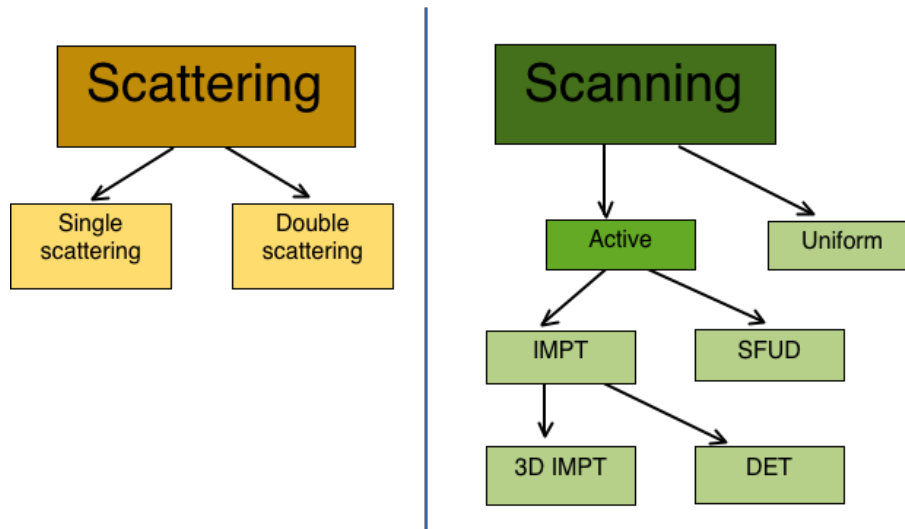 Scattering
Single
scattering
Double
scattering
Scanning
Active
Uniform
IMPT
SFUD
3D IMPT
DET